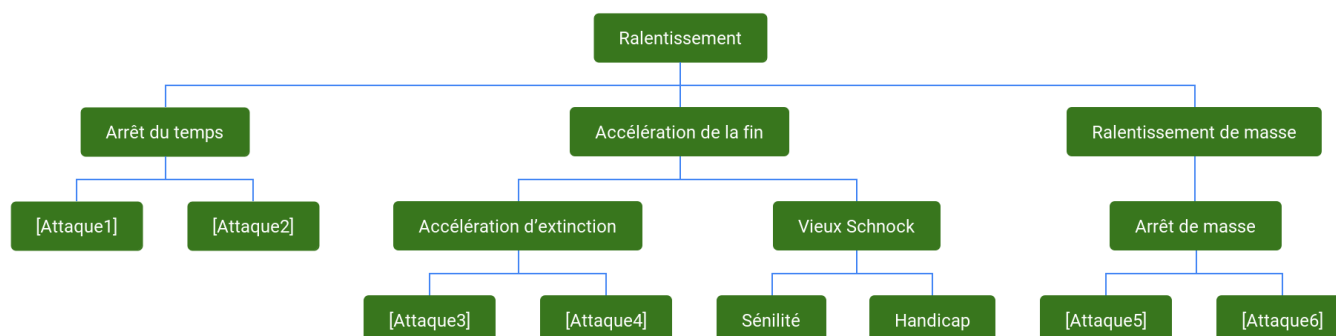 Ralentissement
Arrêt du temps
Accélération de la fin
Ralentissement de masse
[Attaque1]
[Attaque2]
Accélération d’extinction
Vieux Schnock
Arrêt de masse
[Attaque3]
[Attaque4]
Sénilité
Handicap
[Attaque5]
[Attaque6]